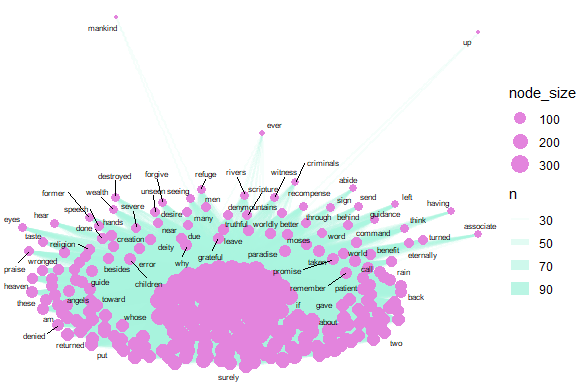 mankind
up
ever
node_size
100
200
300
n
30
50
70
90
criminals
rivers
witness
refuge
forgive
destroyed
scripture
unseen seeing
abide
former
wealth
men
recompense
sign
send
left
having
speech
severe
desire
many
deny
mountains
through
behind
guidance
think
eyes
hear
done
hands
near
truthful
worldly better
word
command
associate
taste
religion
creation
deity
due
leave
moses
turned
wronged
why
grateful
paradise
world
benefit
eternally
praise
besides
error
promise
taken
call
rain
heaven
guide
children
remember
patient
these
angels
toward
if
gave
back
am
whose
about
denied
returned
put
two
surely